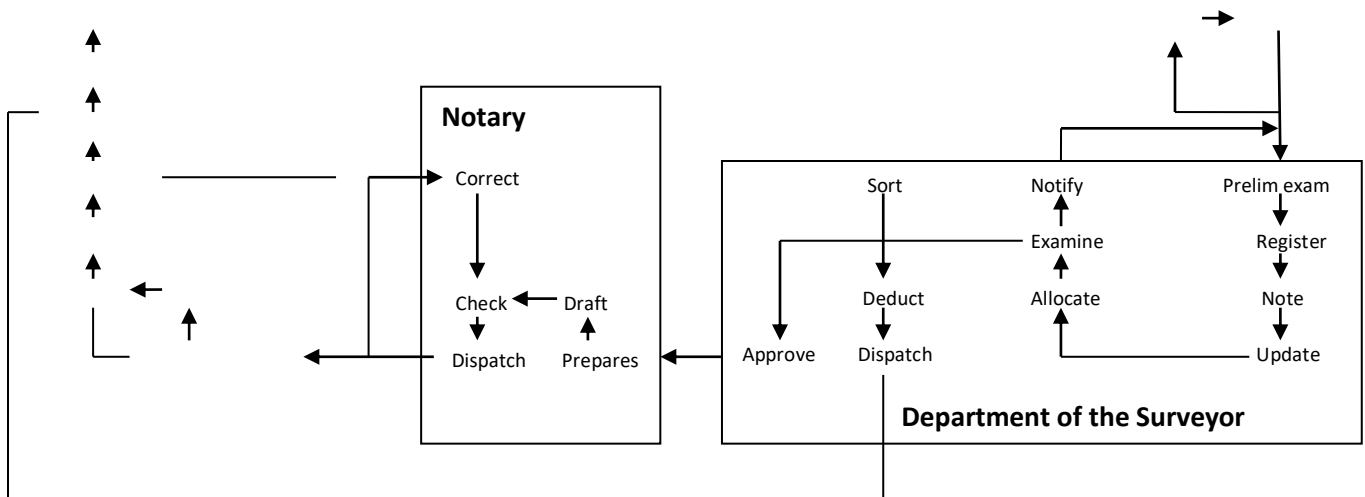 Notary
Correct
Sort
Notify
Prelim exam
Examine
Register
Check
Draft
Deduct
Allocate
Note
Dispatch
Prepares
Approve
Dispatch
Update
Department of the Surveyor